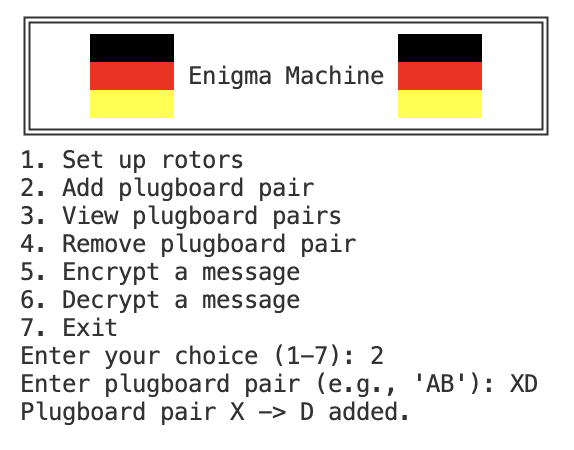 Enigma Machine
1. Set up rotors
2. Add plugboard pair
3. View plugboard pairs
4. Remove plugboard pair
5. Encrypt a message
6. Decrypt a message
7. Exit
Enter your choice (1-7): 2
Enter plugboard pair (e.g., 'AB'): XD
Plugboard pair X -> D added.